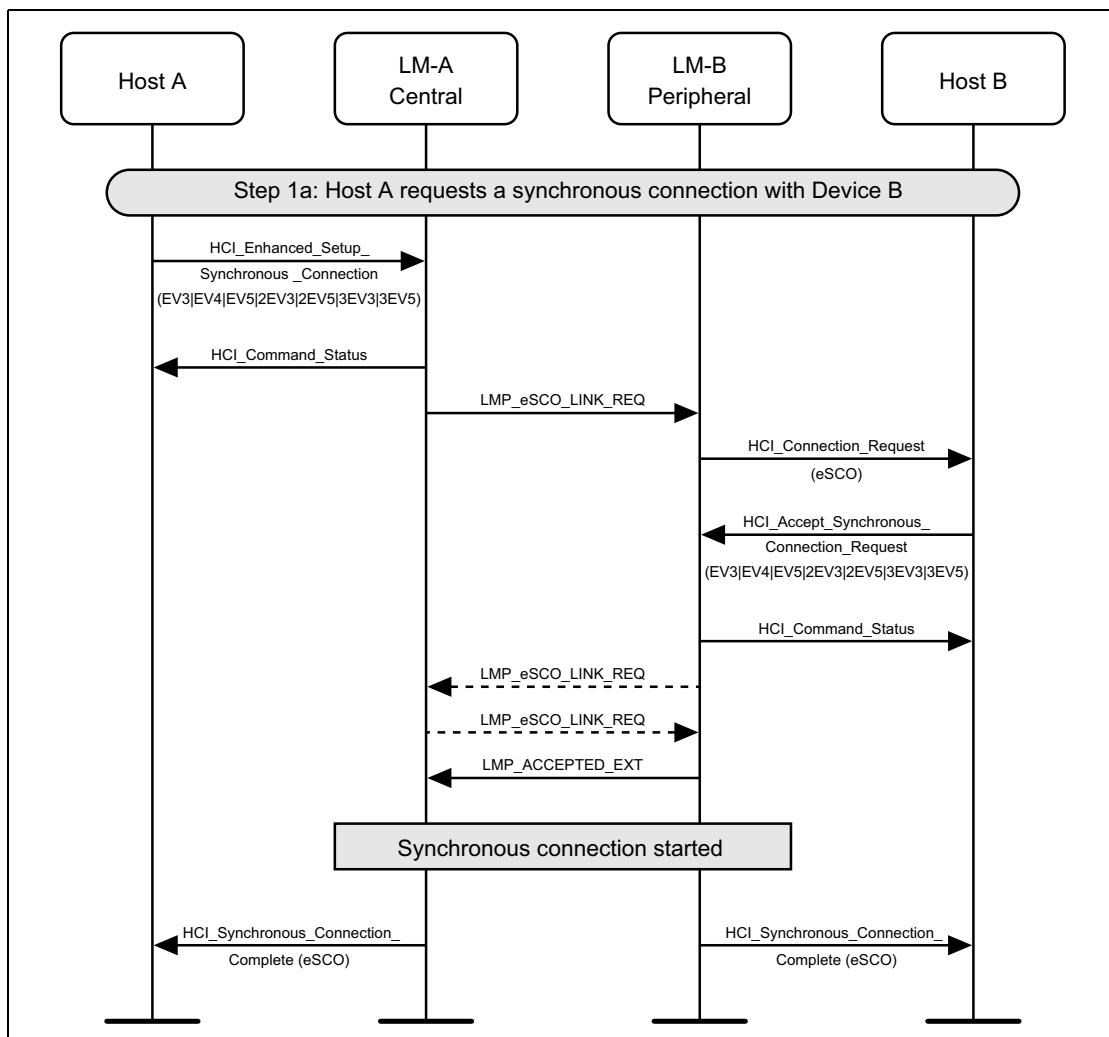 Host A
LM-A
Central
LM-B
Peripheral
Host B
Step 1a: Host A requests a synchronous connection with Device B
HCI_Enhanced_Setup_
Synchronous _Connection
(EV3|EV4|EV5|2EV3|2EV5|3EV3|3EV5)
HCI_Command_Status
LMP_eSCO_LINK_REQ
HCI_Connection_Request
(eSCO)
HCI_Accept_Synchronous_
Connection_Request
(EV3|EV4|EV5|2EV3|2EV5|3EV3|3EV5)
HCI_Command_Status
LMP_eSCO_LINK_REQ
LMP_eSCO_LINK_REQ
LMP_ACCEPTED_EXT
Synchronous connection started
HCI_Synchronous_Connection_
Complete (eSCO)
HCI_Synchronous_Connection_
Complete (eSCO)